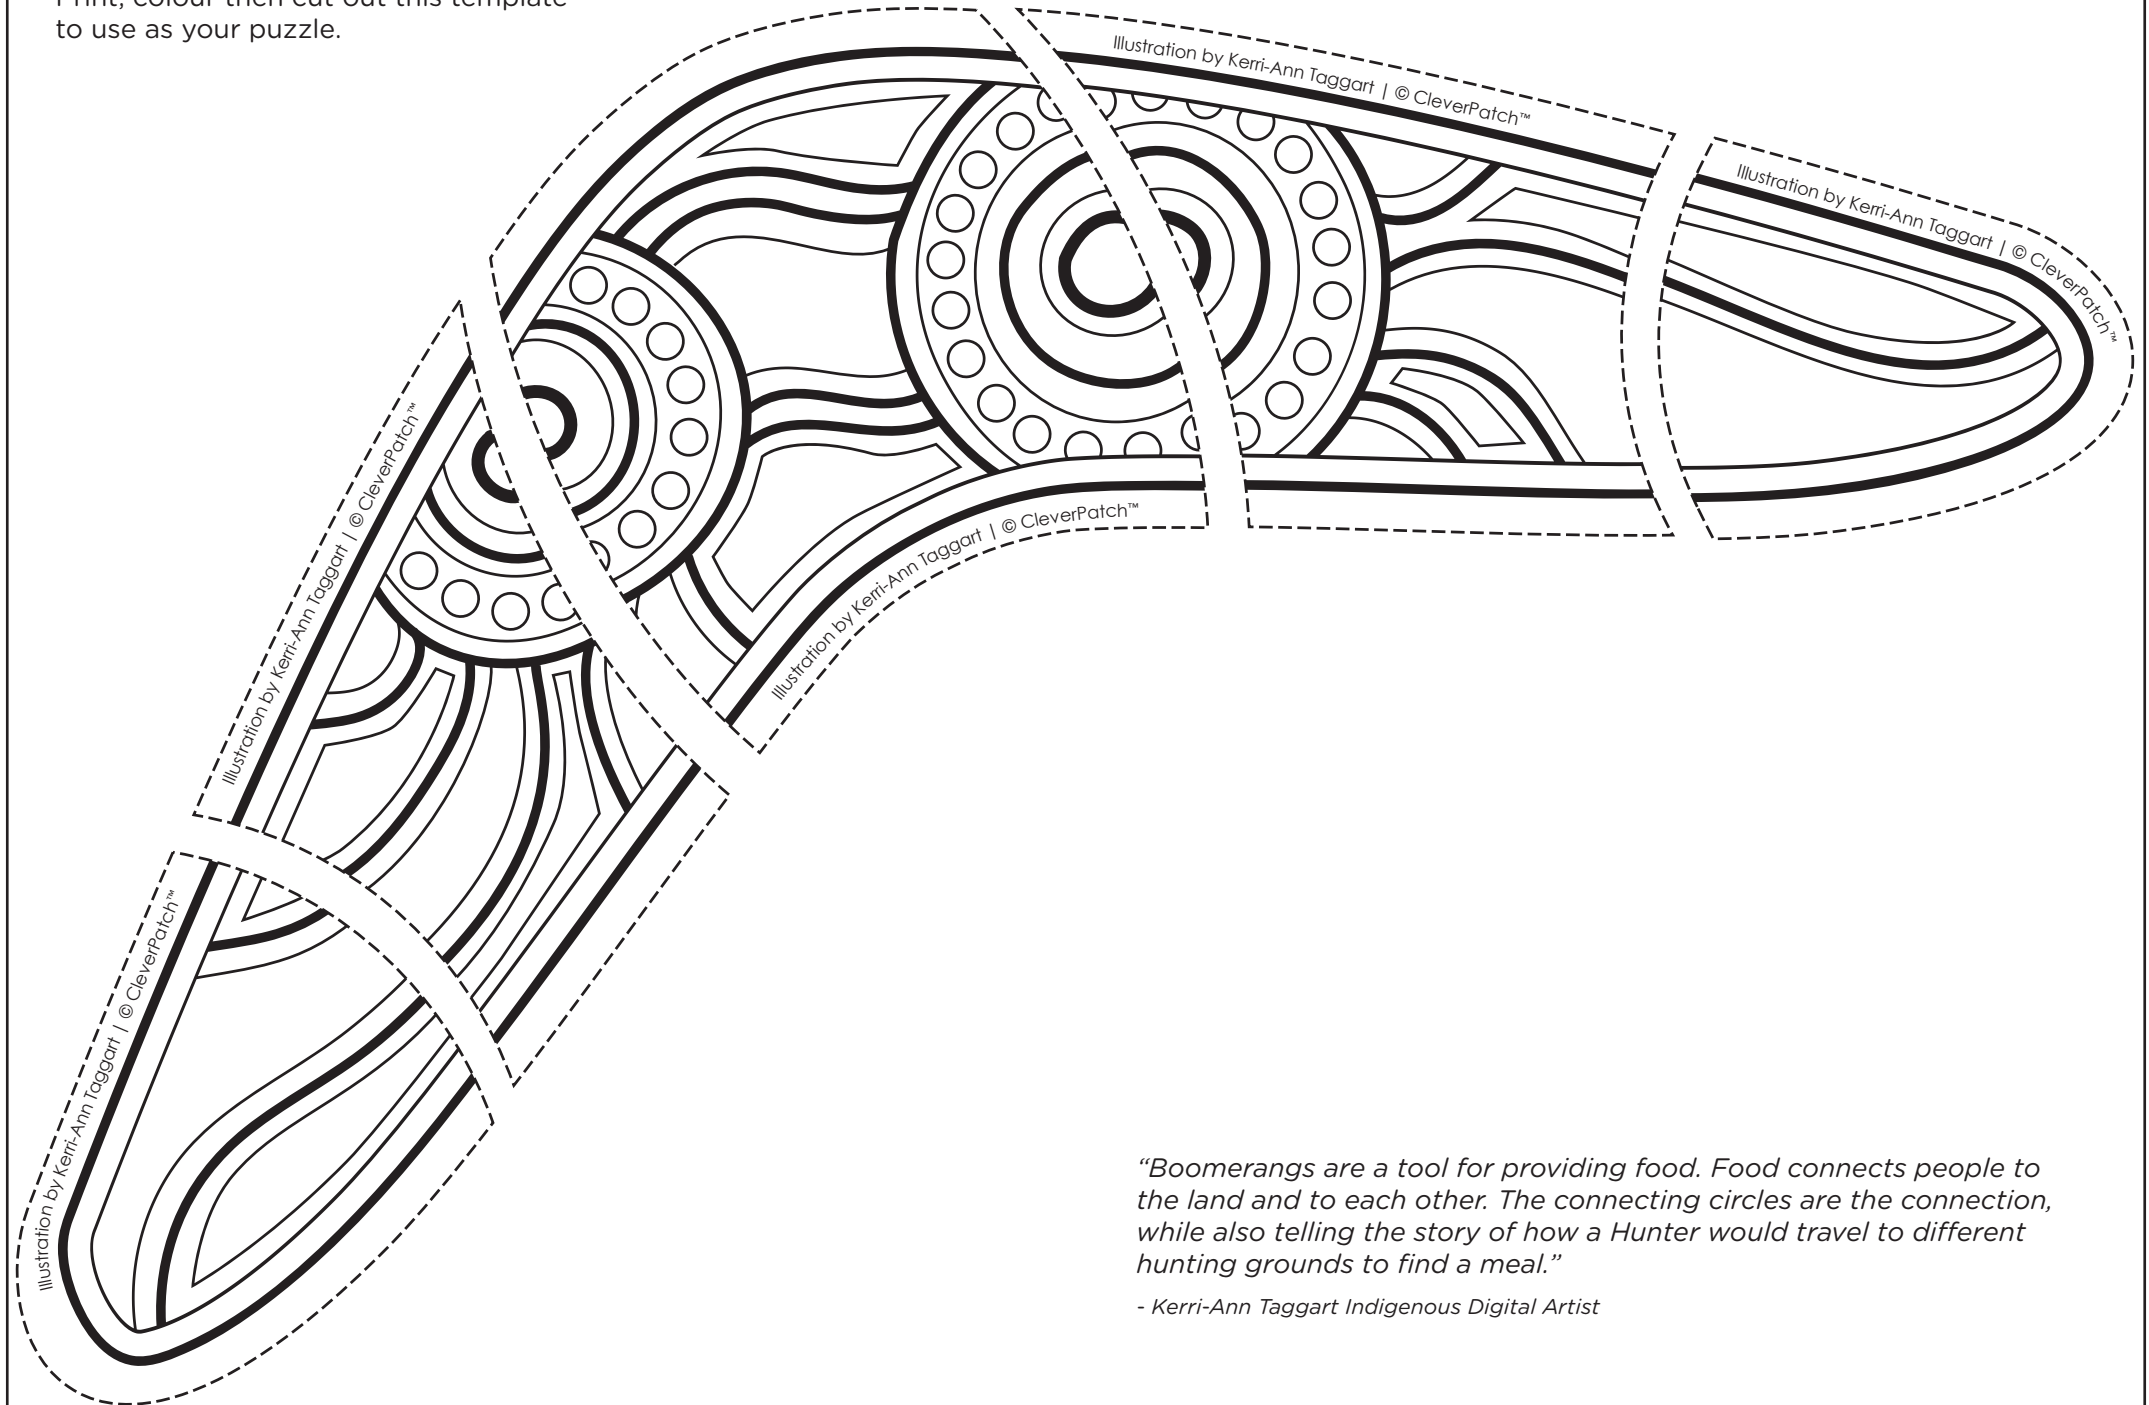 Print, colour then cut out this template
to use as your puzzle.
Illustration by Kerri-Ann Taggart | © CleverPatch™
Illustration by Kerri-Ann Taggart | © CleverPatch™
Illustration by Kerri-Ann Taggart | © CleverPatch™
Illustration by Kerri-Ann Taggart | © CleverPatch™
Illustration by Kerri-Ann Taggart | © CleverPatch™
“Boomerangs are a tool for providing food. Food connects people to
the land and to each other. The connecting circles are the connection,
while also telling the story of how a Hunter would travel to different
hunting grounds to find a meal.”
- Kerri-Ann Taggart Indigenous Digital Artist